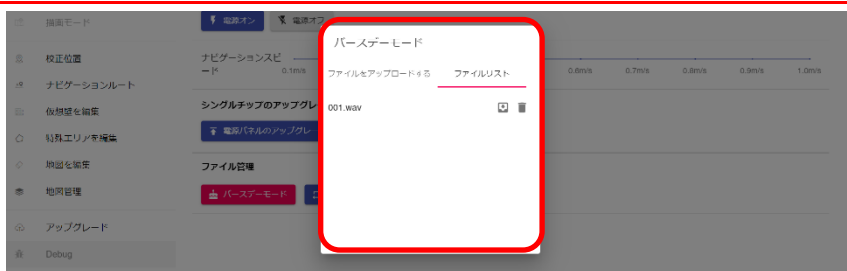 描画モード
校正位置
ナビゲーションルート
仮想壁を編集
特殊エリアを編集
地図を編集
地図管理
アップグレード
Debug
電源オン
電源オフ
ナビゲーションスピ
ード
0.1m/s
0.6m/s
0.7m/s
0.8m/s
0.9m/s
1.0m/s
シングルチップのアップグレ
電源パネルのアップグレ
ファイル管理
バースデーモード
バースデーモード
ファイルをアップロードする
ファイルリスト
001.wav